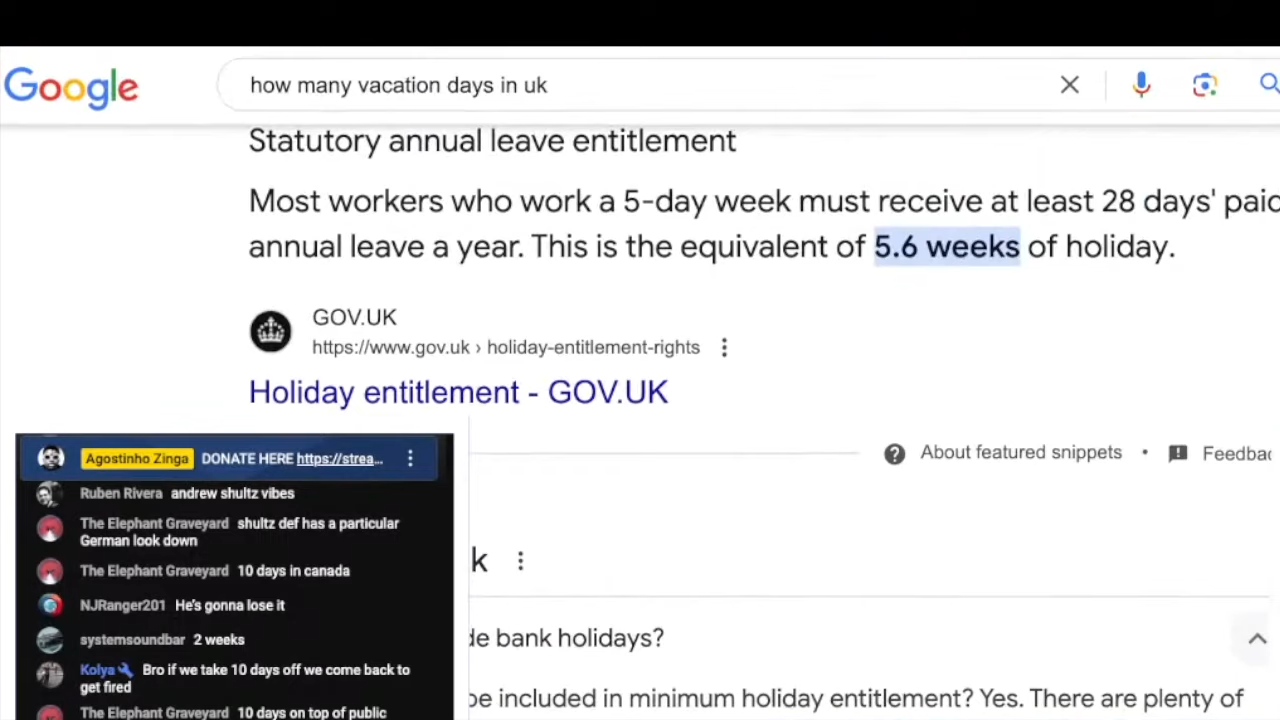 Google
how many vacation days in uk
Statutory annual leave entitlement
Most workers who work a 5-day week must receive at least 28 days' paid
annual leave a year. This is the equivalent of 5.6 weeks of holiday.
GOV.UK
https://www.gov.uk › holiday-entitlement-rights
Holiday entitlement - GOV.UK
About featured snippets • Feedbac
k
de bank holidays?
be included in minimum holiday entitlement? Yes. There are plenty of
Agostinho Zinga DONATE HERE https://strea...
Ruben Rivera andrew shultz vibes
The Elephant Graveyard shultz def has a particular
German look down
The Elephant Graveyard 10 days in canada
NJRanger201 He's gonna lose it
systemsoundbar 2 weeks
Kolya Bro if we take 10 days off we come back to
get fired
The Elephant Graveyard 10 days on top of public